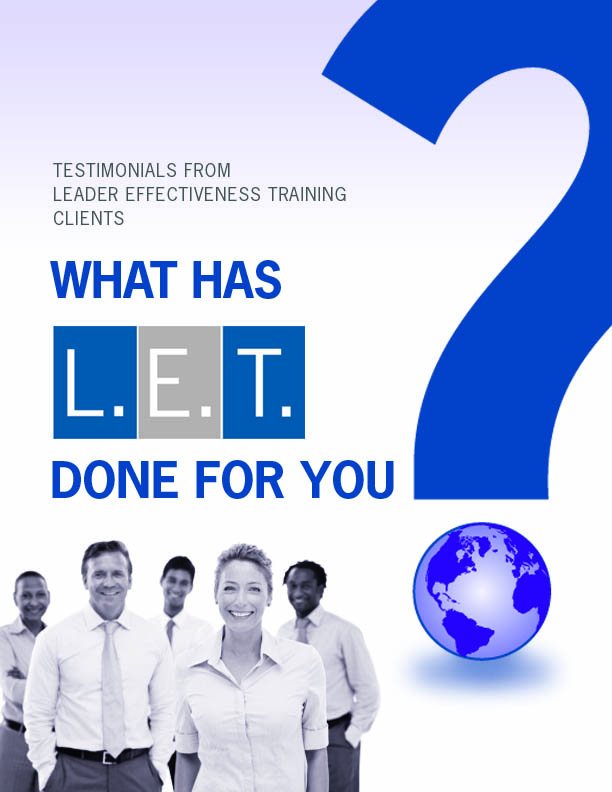 TESTIMONIALS FROM
LEADER EFFECTIVENESS TRAINING
CLIENTS
WHAT HAS
L.E.T.
DONE FOR YOU
?